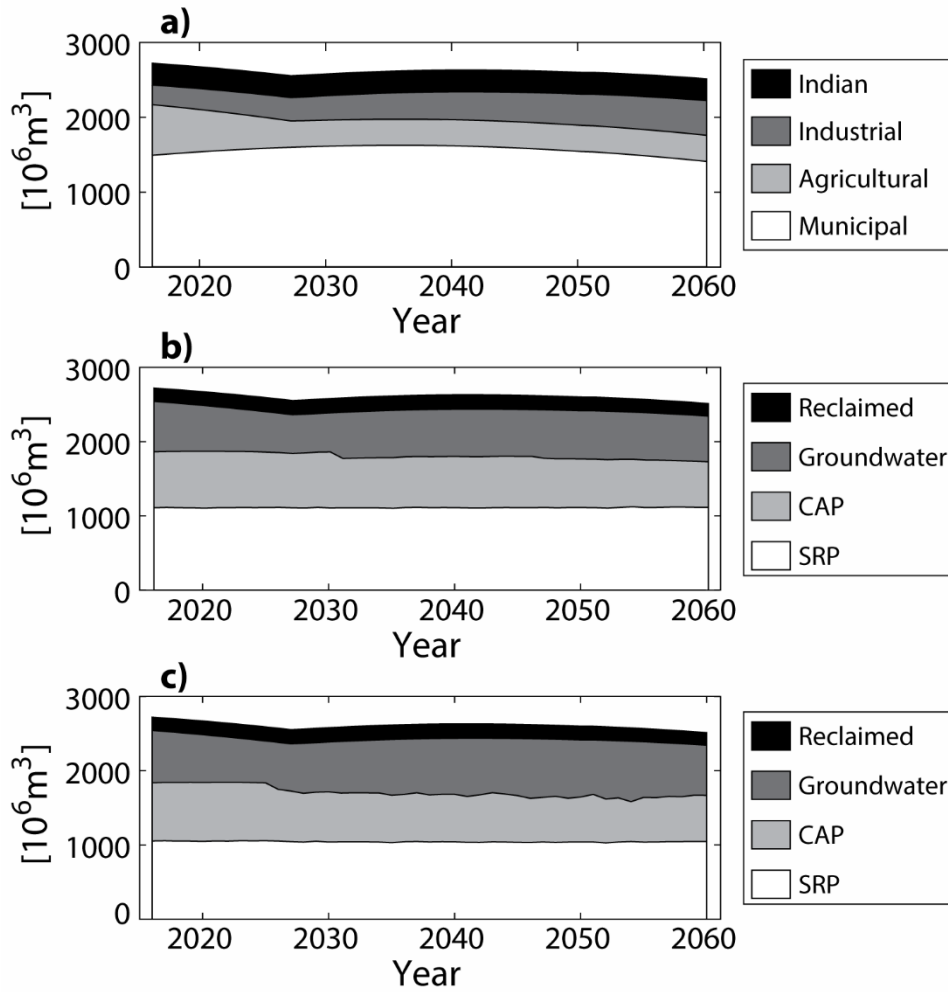 a)
3000
2000
1000
0
[10⁶m³]
2020 2030 2040 2050 2060
Year
Indian
Industrial
Agricultural
Municipal
b)
3000
2000
1000
0
[10⁶m³]
2020 2030 2040 2050 2060
Year
Reclaimed
Groundwater
CAP
SRP
c)
3000
2000
1000
0
[10⁶m³]
2020 2030 2040 2050 2060
Year
Reclaimed
Groundwater
CAP
SRP